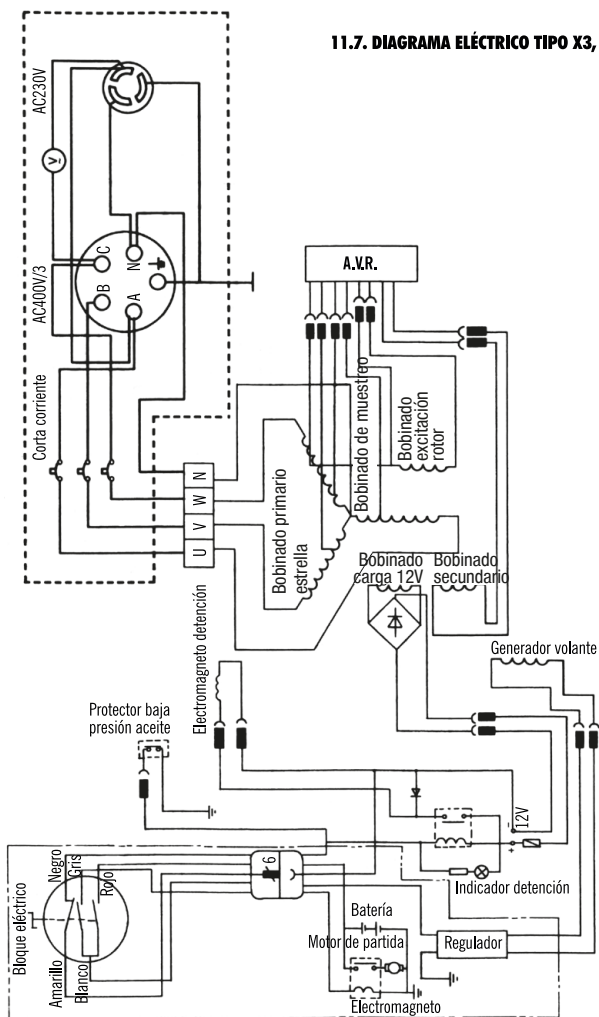 11.7. DIAGRAMA ELÉCTRICO TIPO X3,
AC230V
V
AC400V/3
C
B
N
A
Corta corriente
A.V.R.
U
V
W
N
Bobinado primario
estrella
Bobinado de muestreo
Bobinado
excitación
rotor
Bobinado
carga 12V
Bobinado
secundario
Electromagneto detención
Generador volante
Protector baja
presión aceite
12V
-
+
Indicador detención
Bloque eléctrico
Negro
Gris
Rojo
Amarillo
Blanco
6
Batería
Motor de partida
Electromagneto
Regulador